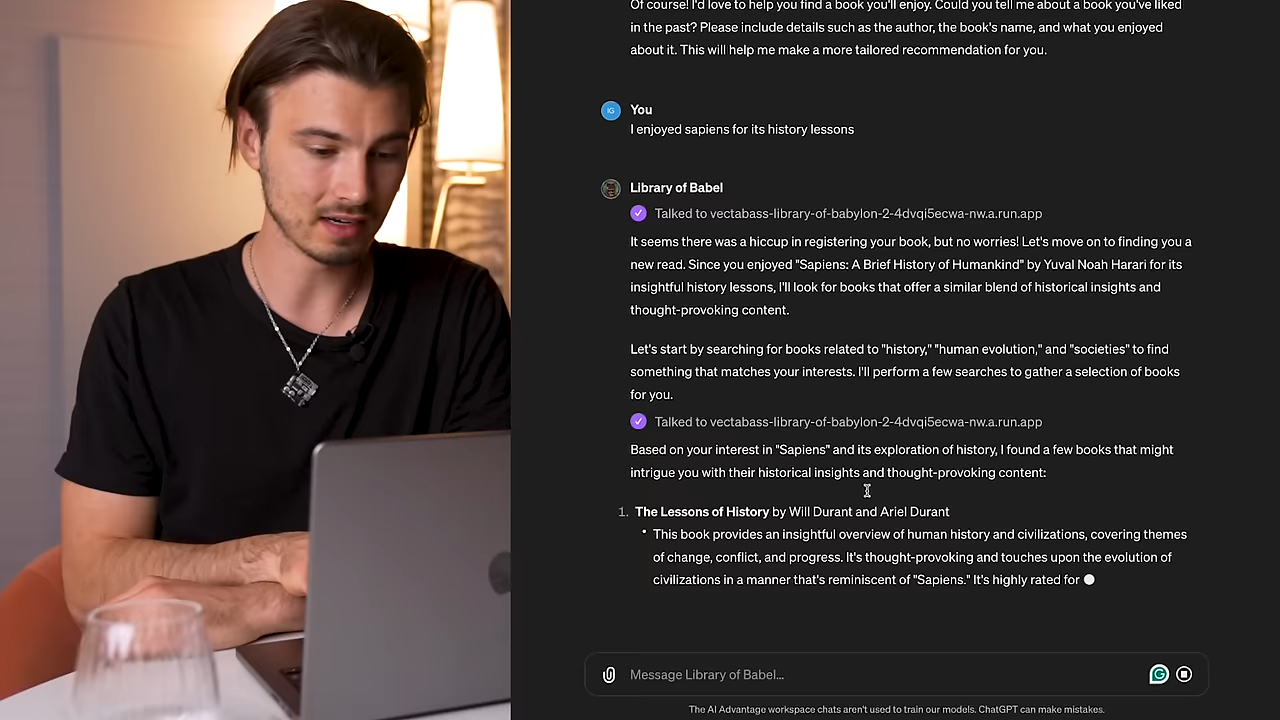 Of course! I'd love to help you find a book you'll enjoy. Could you tell me about a book you've liked
in the past? Please include details such as the author, the book's name, and what you enjoyed
about it. This will help me make a more tailored recommendation for you.
IG
You
I enjoyed sapiens for its history lessons
Library of Babel
Talked to vectabass-library-of-babylon-2-4dvqi5ecwa-nw.a.run.app
It seems there was a hiccup in registering your book, but no worries! Let's move on to finding you a
new read. Since you enjoyed "Sapiens: A Brief History of Humankind" by Yuval Noah Harari for its
insightful history lessons, I'll look for books that offer a similar blend of historical insights and
thought-provoking content.
Let's start by searching for books related to "history," "human evolution," and "societies" to find
something that matches your interests. I'll perform a few searches to gather a selection of books
for you.
Talked to vectabass-library-of-babylon-2-4dvqi5ecwa-nw.a.run.app
Based on your interest in "Sapiens" and its exploration of history, I found a few books that might
intrigue you with their historical insights and thought-provoking content:
1. The Lessons of History by Will Durant and Ariel Durant
• This book provides an insightful overview of human history and civilizations, covering themes
of change, conflict, and progress. It's thought-provoking and touches upon the evolution of
civilizations in a manner that's reminiscent of "Sapiens." It's highly rated for
Message Library of Babel...
The AI Advantage workspace chats aren't used to train our models. ChatGPT can make mistakes.